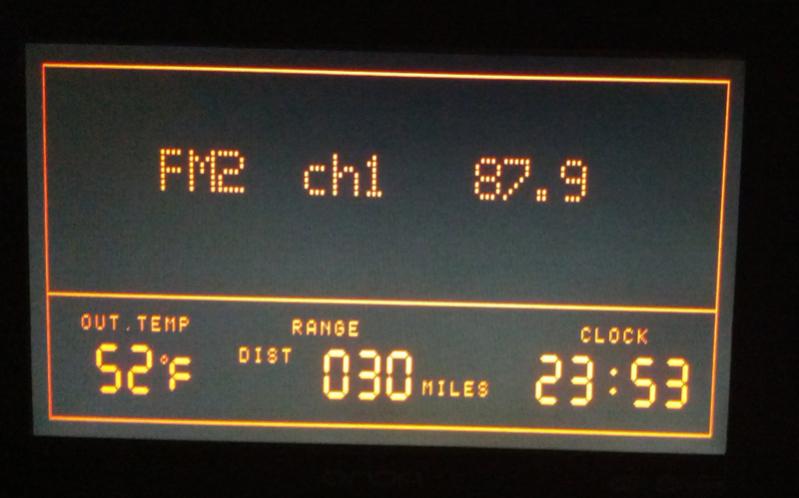 FM2 ch1 87.9
OUT.TEMP RANGE CLOCK
52°F DIST 030 MILES 23:53